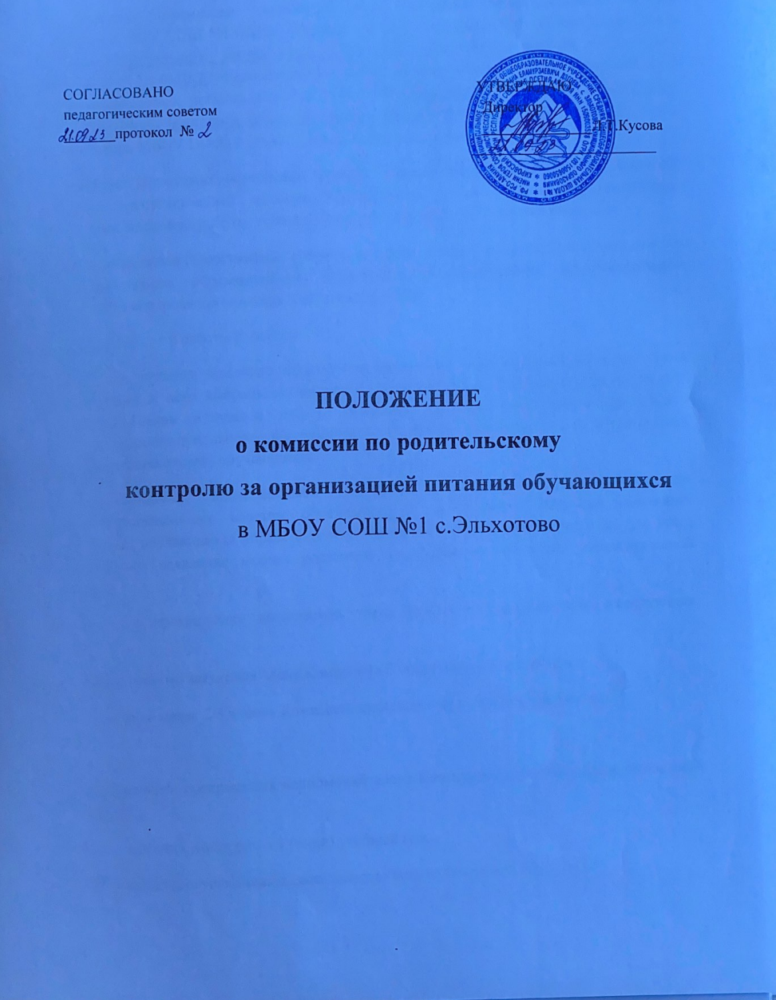 СОГЛАСОВАНО
педагогическим советом
21.09.23 протокол № 2
УТВЕРЖДАЮ
Директор
Кусова
ПОЛОЖЕНИЕ
о комиссии по родительскому
контролю за организацией питания обучающихся
в МБОУ СОШ №1 с.Эльхотово